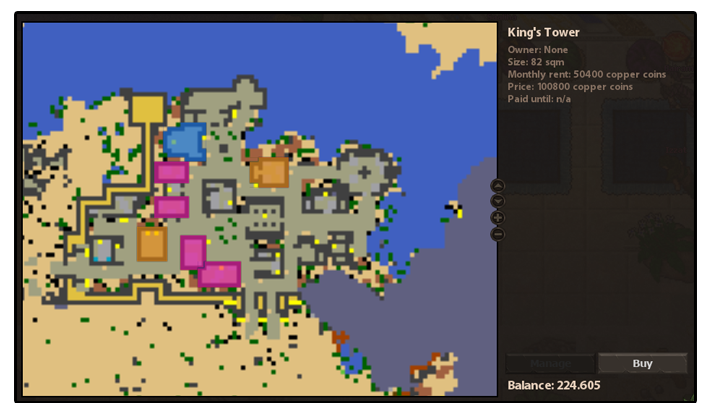 King's Tower
Owner: None
Size: 82 sqm
Monthly rent: 50400 copper coins
Price: 100800 copper coins
Paid until: n/a
Manage
Buy
Balance: 224.605